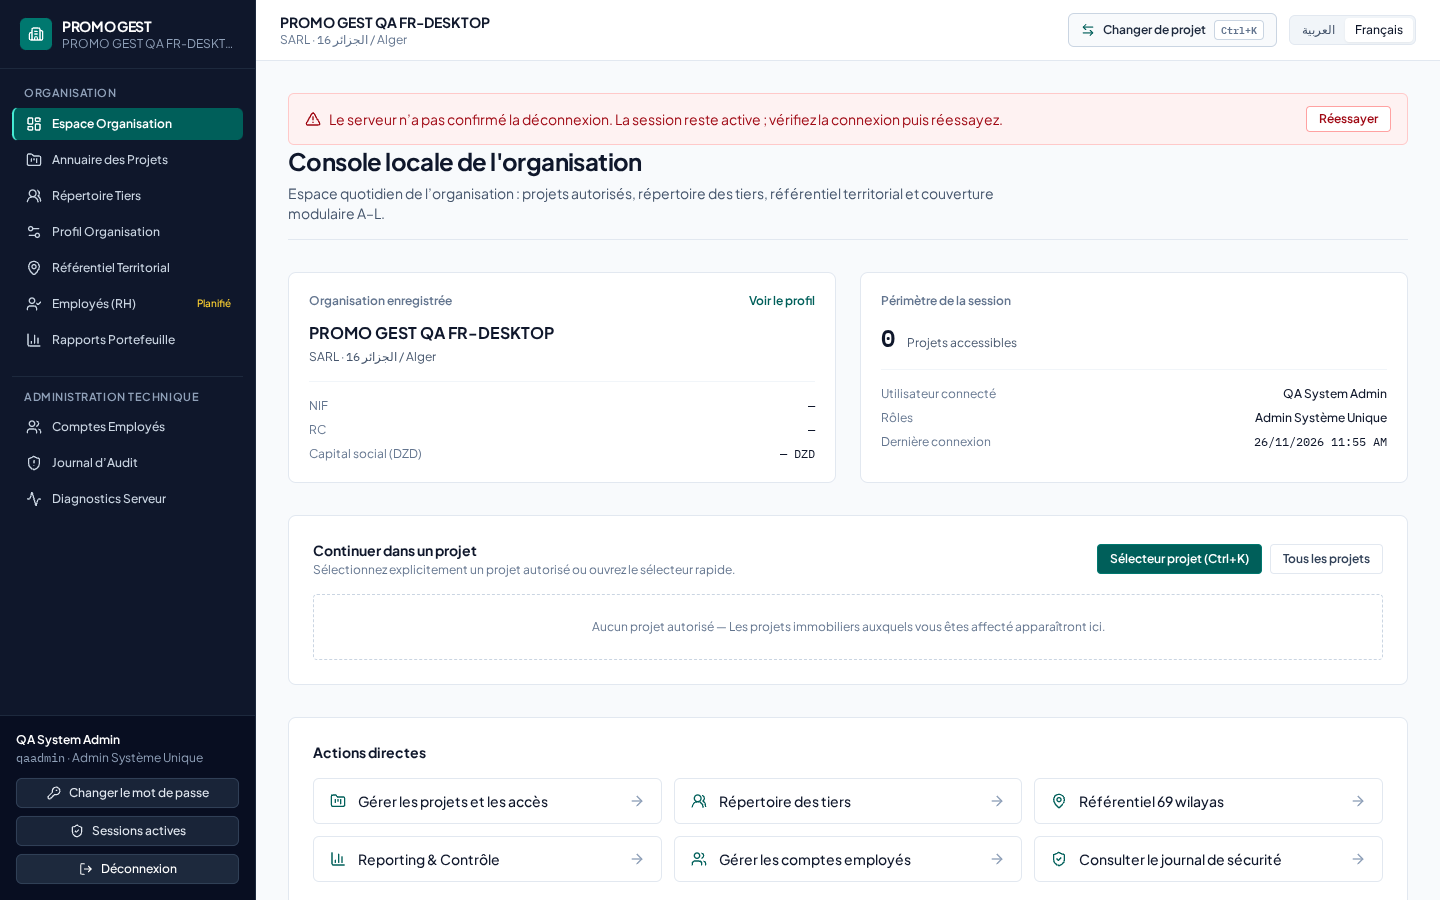 PROMO GEST
PROMO GEST QA FR-DESKT...
ORGANISATION
Espace Organisation
Annuaire des Projets
Répertoire Tiers
Profil Organisation
Référentiel Territorial
Employés (RH) Planifié
Rapports Portefeuille
ADMINISTRATION TECHNIQUE
Comptes Employés
Journal d'Audit
Diagnostics Serveur
QA System Admin
qaadmin · Admin Système Unique
Changer le mot de passe
Sessions actives
Déconnexion
PROMO GEST QA FR-DESKTOP
SARL · 16 الجزائر / Alger
Changer de projet Ctrl+K
العربية Français
Le serveur n’a pas confirmé la déconnexion. La session reste active ; vérifiez la connexion puis réessayez. Réessayer
Console locale de l'organisation
Espace quotidien de l’organisation : projets autorisés, répertoire des tiers, référentiel territorial et couverture
modulaire A–L.
Organisation enregistrée Voir le profil
PROMO GEST QA FR-DESKTOP
SARL · 16 الجزائر / Alger
NIF —
RC —
Capital social (DZD) — DZD
Périmètre de la session
0 Projets accessibles
Utilisateur connecté QA System Admin
Rôles Admin Système Unique
Dernière connexion 26/11/2026 11:55 AM
Continuer dans un projet
Sélectionnez explicitement un projet autorisé ou ouvrez le sélecteur rapide.
Sélecteur projet (Ctrl+K) Tous les projets
Aucun projet autorisé — Les projets immobiliers auxquels vous êtes affecté apparaîtront ici.
Actions directes
Gérer les projets et les accès
Répertoire des tiers
Référentiel 69 wilayas
Reporting & Contrôle
Gérer les comptes employés
Consulter le journal de sécurité